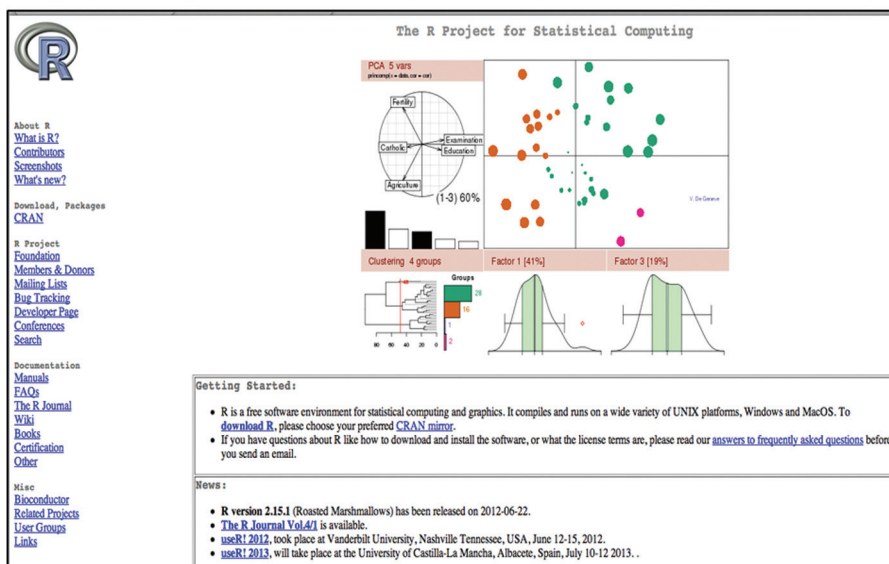 The R Project for Statistical Computing
R
About R
What is R?
Contributors
Screenshots
What's new?
Download, Packages
CRAN
R Project
Foundation
Members & Donors
Mailing Lists
Bug Tracking
Developer Page
Conferences
Search
Documentation
Manuals
FAQs
The R Journal
Wiki
Books
Certification
Other
Misc
Bioconductor
Related Projects
User Groups
Links
PCA 5 vars
princomp(x = data, cor = cor)
Fertility
Examination
Catholic
Education
Agriculture
(1-3) 60%
V. De Geneve
Clustering 4 groups
Factor 1 [41%]
Factor 3 [19%]
Groups
28
16
1
2
80 60 40 20 0
Getting Started:
• R is a free software environment for statistical computing and graphics. It compiles and runs on a wide variety of UNIX platforms, Windows and MacOS. To
download R, please choose your preferred CRAN mirror.
• If you have questions about R like how to download and install the software, or what the license terms are, please read our answers to frequently asked questions before
you send an email.
News:
• R version 2.15.1 (Roasted Marshmallows) has been released on 2012-06-22.
• The R Journal Vol.4/1 is available.
• useR! 2012, took place at Vanderbilt University, Nashville Tennessee, USA, June 12-15, 2012.
• useR! 2013, will take place at the University of Castilla-La Mancha, Albacete, Spain, July 10-12 2013. .